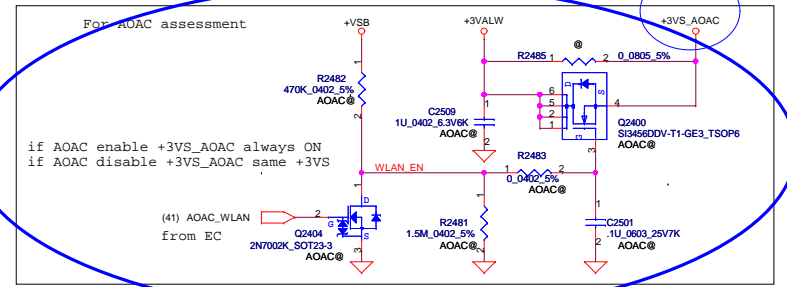 For AOAC assessment
+VSB
+3VALW
+3VS_AOAC
R2485
@
1
2
0_0805_5%
1
R2482
470K_0402_5%
AOAC@
2
D
S
G
6
5
2
1
4
3
Q2400
SI3456DDV-T1-GE3_TSOP6
AOAC@
1
C2509
1U_0402_6.3V6K
AOAC@
2
if AOAC enable +3VS_AOAC always ON
if AOAC disable +3VS_AOAC same +3VS
WLAN_EN
R2483
1
2
0_0402_5%
AOAC@
1
D
(41) AOAC_WLAN
2
G
S
from EC
Q2404
2N7002K_SOT23-3
AOAC@
3
1
R2481
1.5M_0402_5%
AOAC@
2
1
C2501
.1U_0603_25V7K
2
AOAC@